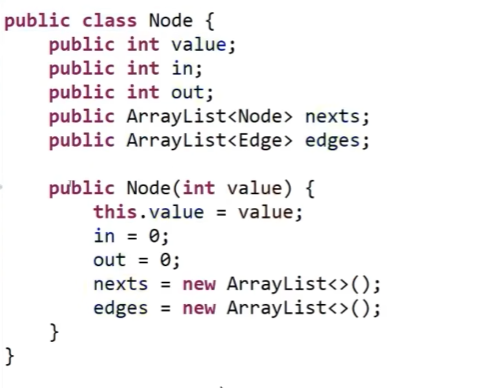 public class Node {
    public int value;
    public int in;
    public int out;
    public ArrayList<Node> nexts;
    public ArrayList<Edge> edges;

    public Node(int value) {
        this.value = value;
        in = 0;
        out = 0;
        nexts = new ArrayList<>();
        edges = new ArrayList<>();
    }
}